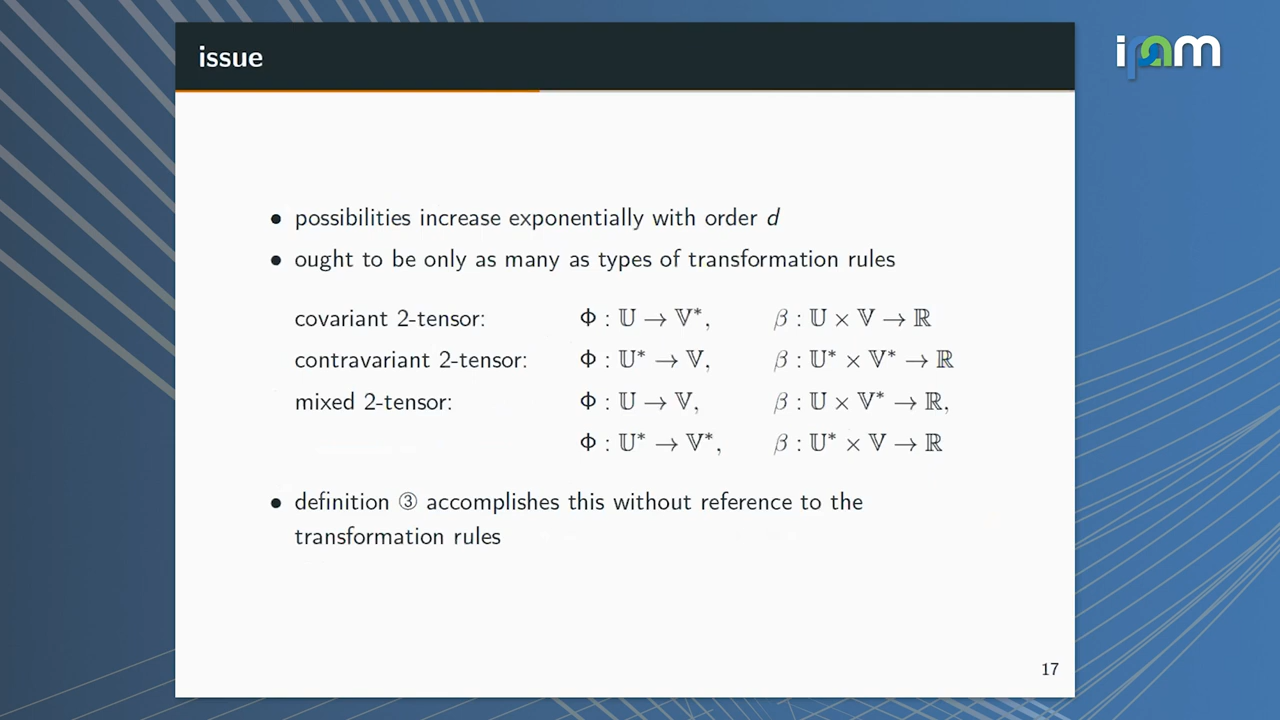 issue
ipam
• possibilities increase exponentially with order d
• ought to be only as many as types of transformation rules
covariant 2-tensor: Φ : 𝕌 → 𝕍*, β : 𝕌 × 𝕍 → ℝ
contravariant 2-tensor: Φ : 𝕌* → 𝕍, β : 𝕌* × 𝕍* → ℝ
mixed 2-tensor: Φ : 𝕌 → 𝕍, β : 𝕌 × 𝕍* → ℝ,
Φ : 𝕌* → 𝕍*, β : 𝕌* × 𝕍 → ℝ
• definition ③ accomplishes this without reference to the
transformation rules
17